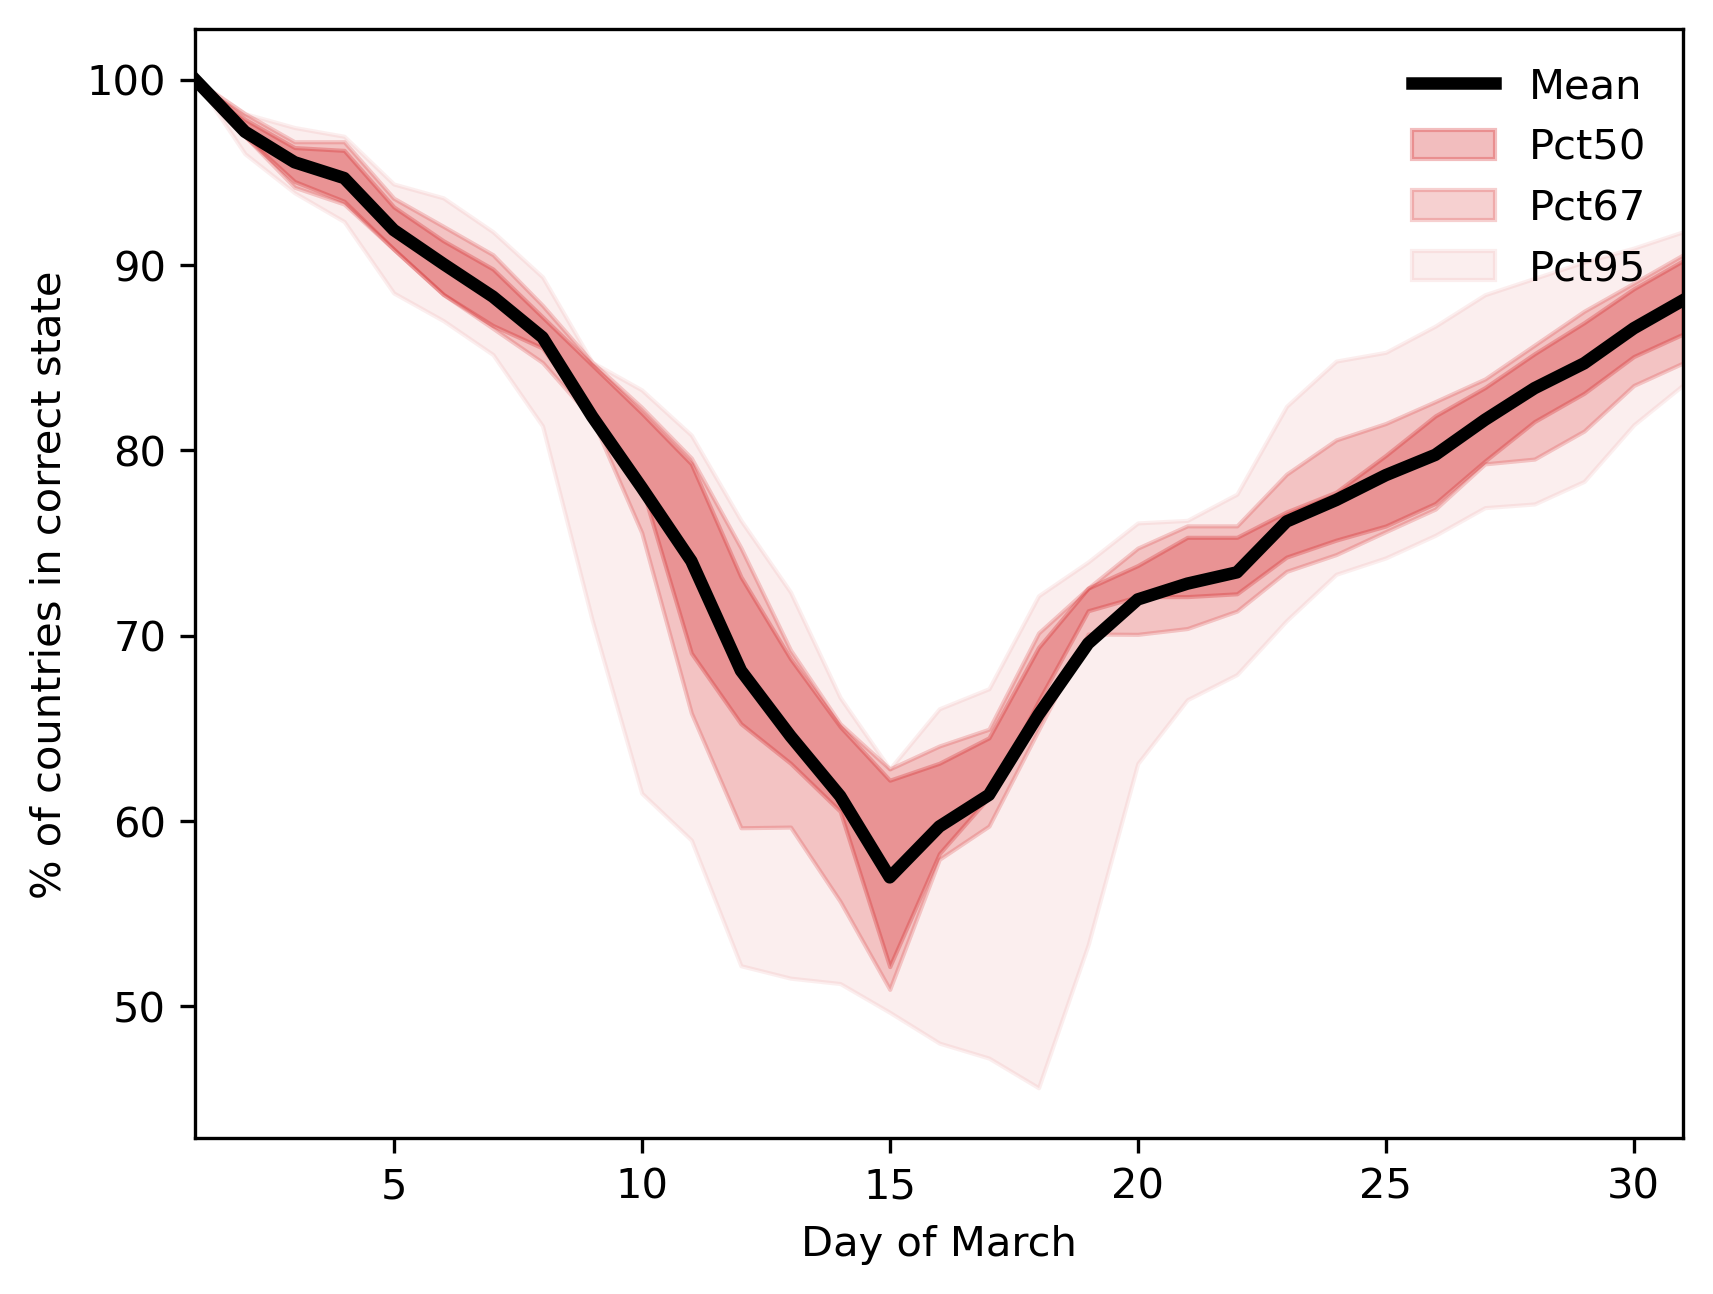 100
90
80
70
60
50
% of countries in correct state
Mean
Pct50
Pct67
Pct95
5 10 15 20 25 30
Day of March